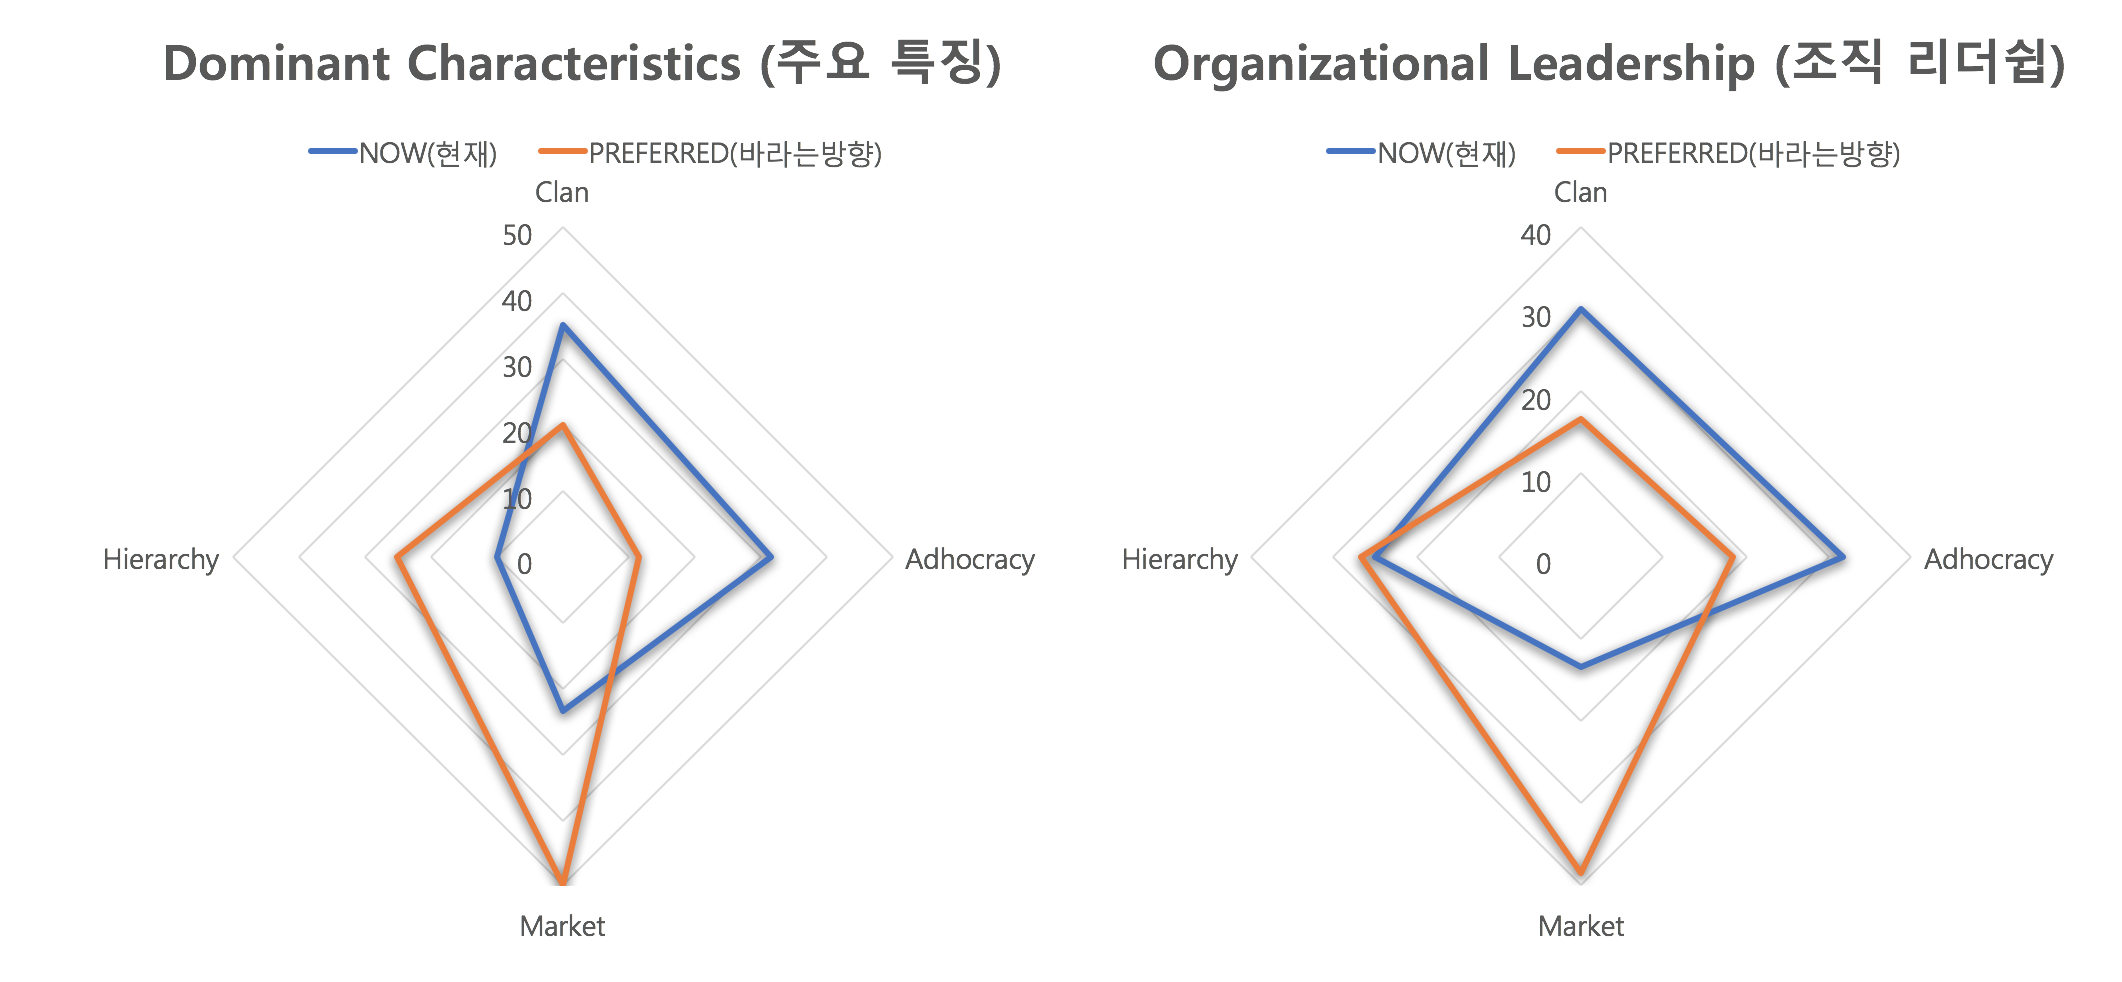 Dominant Characteristics (주요 특징)
NOW(현재) PREFERRED(바라는방향)
Clan
50
40
30
20
10
0
Hierarchy
Adhocracy
Market
Organizational Leadership (조직 리더쉽)
NOW(현재) PREFERRED(바라는방향)
Clan
40
30
20
10
0
Hierarchy
Adhocracy
Market